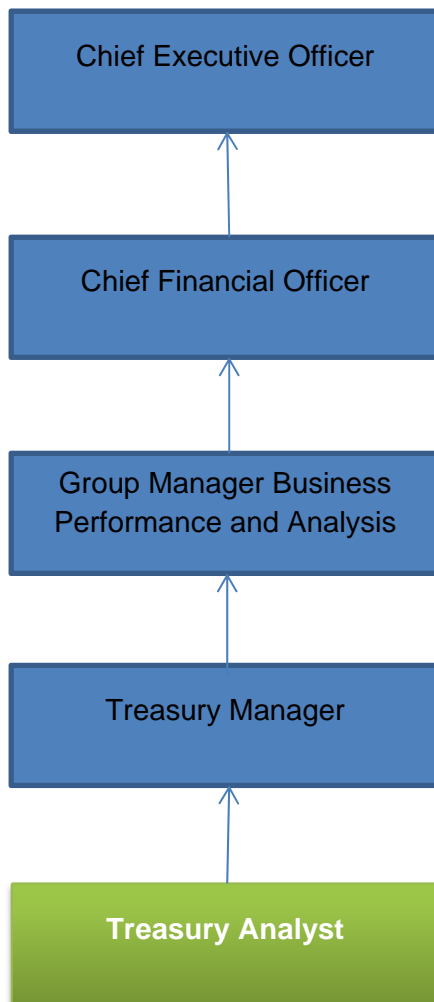 Chief Executive Officer
Chief Financial Officer
Group Manager Business
Performance and Analysis
Treasury Manager
Treasury Analyst